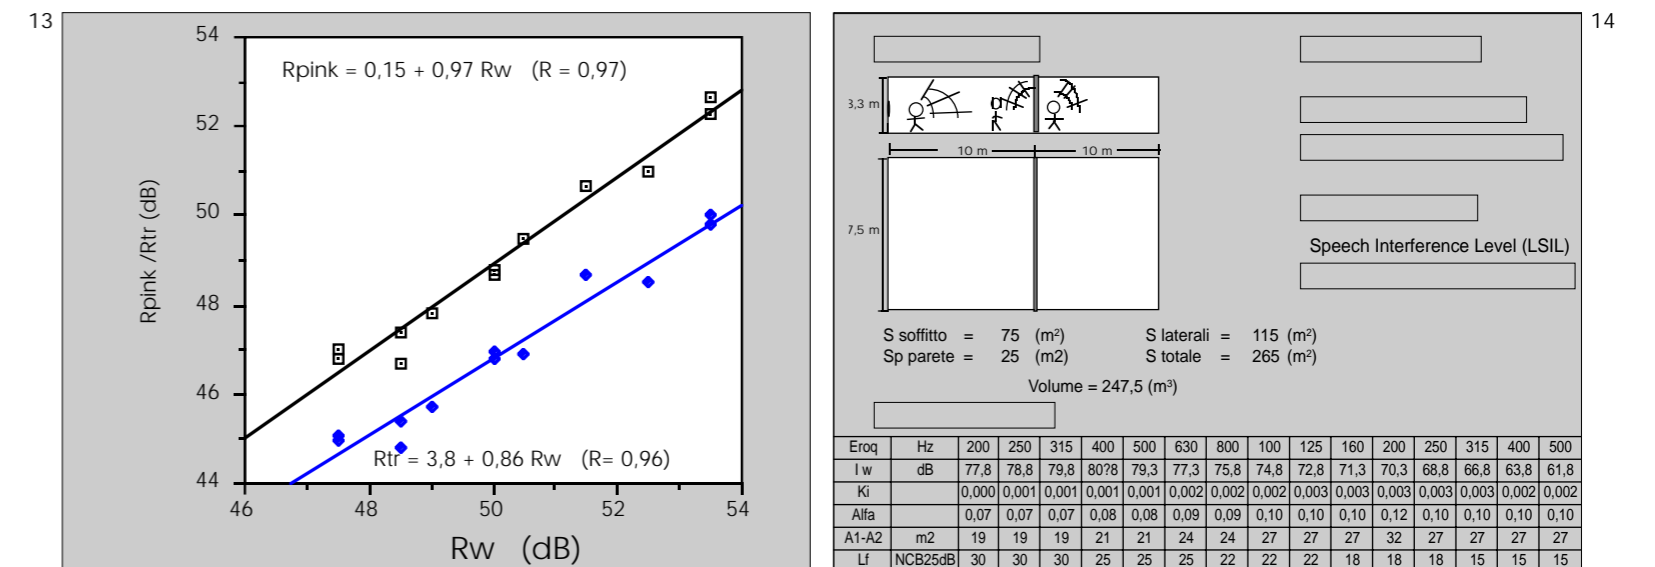 13
54
Rpink = 0,15 + 0,97 Rw (R = 0,97)
52
50
48
46
44
Rpink /Rtr (dB)
Rtr = 3,8 + 0,86 Rw (R= 0,96)
46 48 50 52 54
Rw (dB)
14
3,3 m
10 m 10 m
7,5 m
Speech Interference Level (LSIL)
S soffitto = 75 (m²) S laterali = 115 (m²)
Sp parete = 25 (m2) S totale = 265 (m²)
Volume = 247,5 (m³)
Eroq Hz 200 250 315 400 500 630 800 100 125 160 200 250 315 400 500
I w dB 77,8 78,8 79,8 80?8 79,3 77,3 75,8 74,8 72,8 71,3 70,3 68,8 66,8 63,8 61,8
Ki 0,000 0,001 0,001 0,001 0,001 0,002 0,002 0,002 0,003 0,003 0,003 0,003 0,003 0,002 0,002
Alfa 0,07 0,07 0,07 0,08 0,08 0,09 0,09 0,10 0,10 0,10 0,12 0,10 0,10 0,10 0,10
A1-A2 m2 19 19 19 21 21 24 24 27 27 27 32 27 27 27 27
Lf NCB25dB 30 30 30 25 25 25 22 22 22 18 18 18 15 15 15